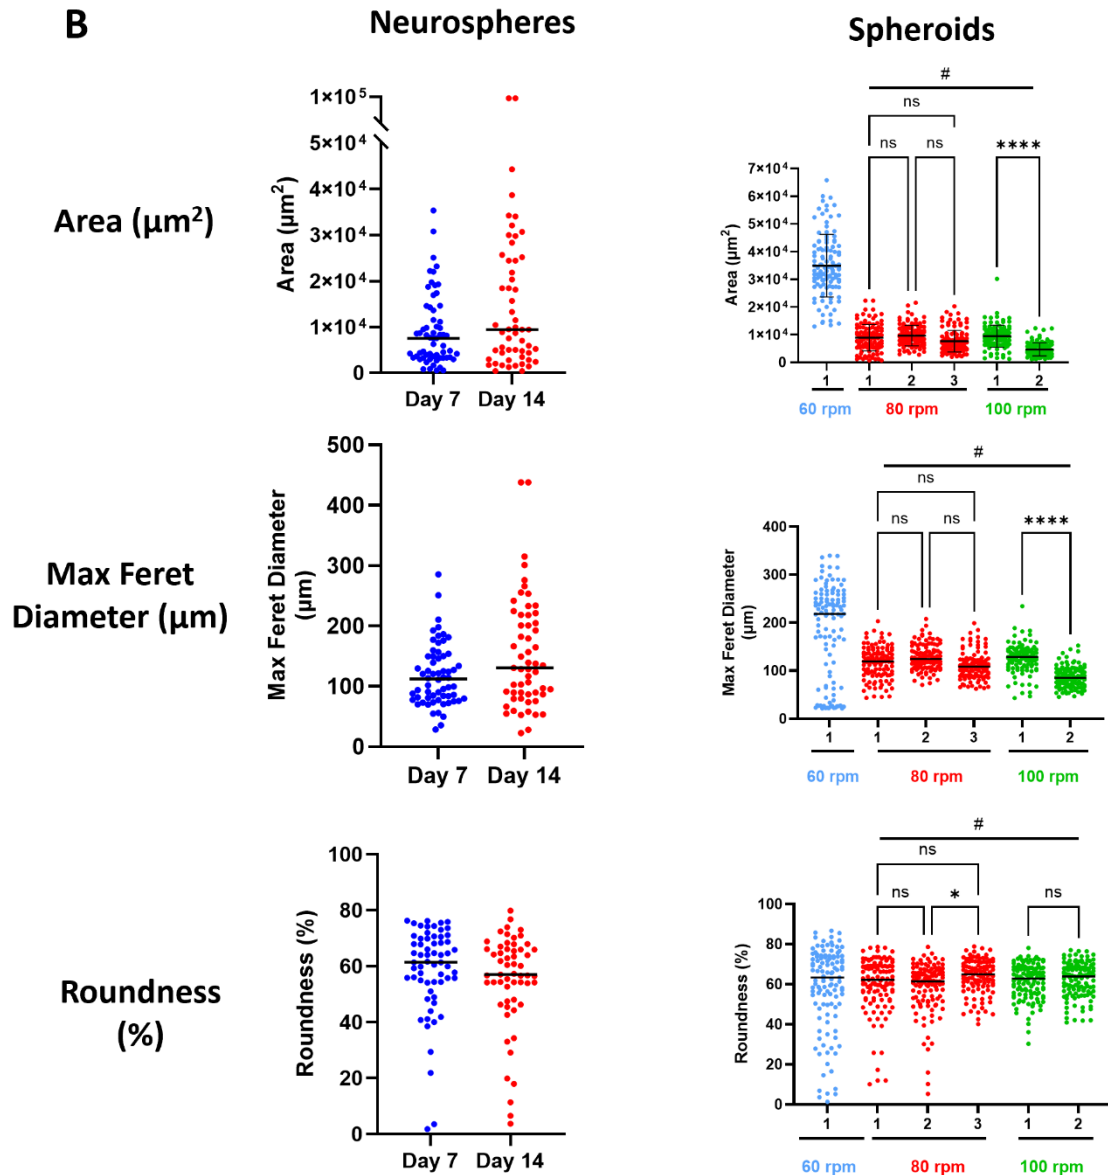 B
Neurospheres
Spheroids
Area (µm²)
Area (µm²)
1×10⁵
5×10⁴
4×10⁴
3×10⁴
2×10⁴
1×10⁴
0
Day 7 Day 14
#
ns
ns ns ****
Area (µm²)
7×10⁴
6×10⁴
5×10⁴
4×10⁴
3×10⁴
2×10⁴
1×10⁴
0
1 1 2 3 1 2
60 rpm 80 rpm 100 rpm
Max Feret
Diameter (µm)
Max Feret Diameter
(µm)
500
400
300
200
100
0
Day 7 Day 14
#
ns
ns ns ****
Max Feret Diameter
(µm)
400
300
200
100
0
1 1 2 3 1 2
60 rpm 80 rpm 100 rpm
Roundness
(%)
Roundness (%)
100
80
60
40
20
0
Day 7 Day 14
#
ns
ns * ns
Roundness (%)
100
80
60
40
20
0
1 1 2 3 1 2
60 rpm 80 rpm 100 rpm